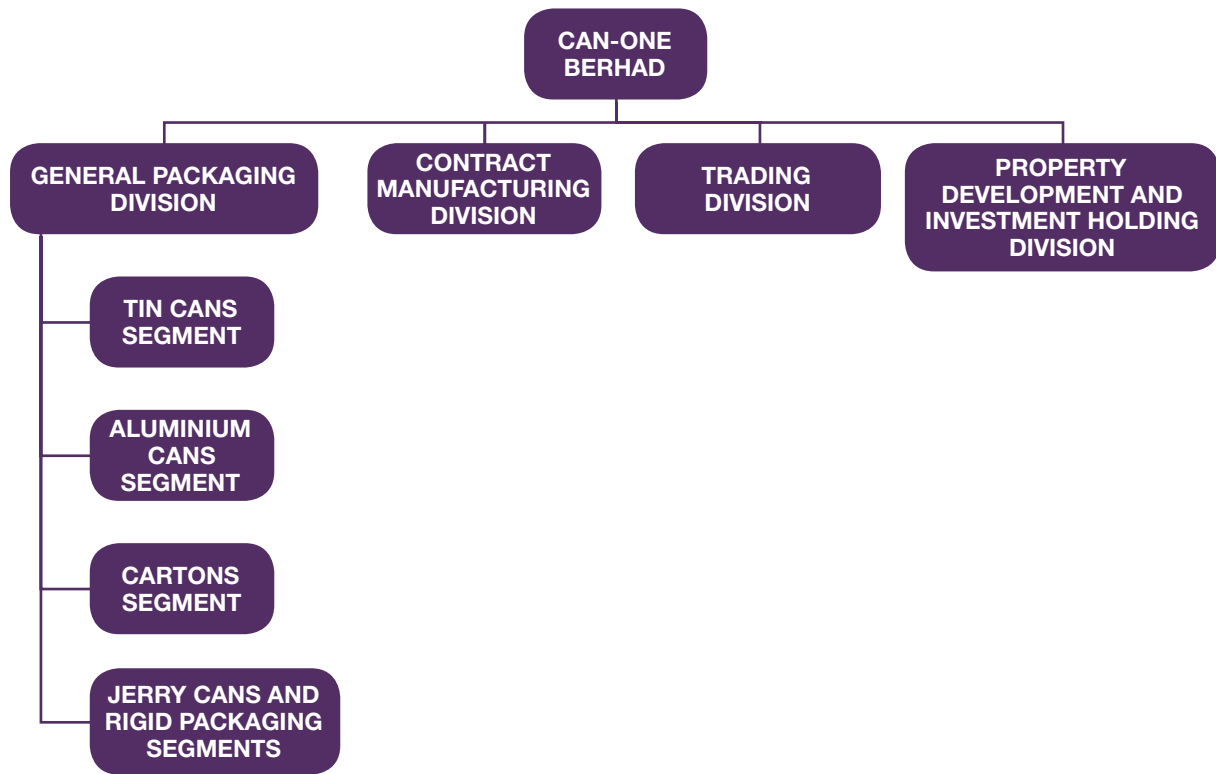 CAN-ONE
BERHAD
GENERAL PACKAGING
DIVISION
CONTRACT
MANUFACTURING
DIVISION
TRADING
DIVISION
PROPERTY
DEVELOPMENT AND
INVESTMENT HOLDING
DIVISION
TIN CANS
SEGMENT
ALUMINIUM
CANS
SEGMENT
CARTONS
SEGMENT
JERRY CANS AND
RIGID PACKAGING
SEGMENTS